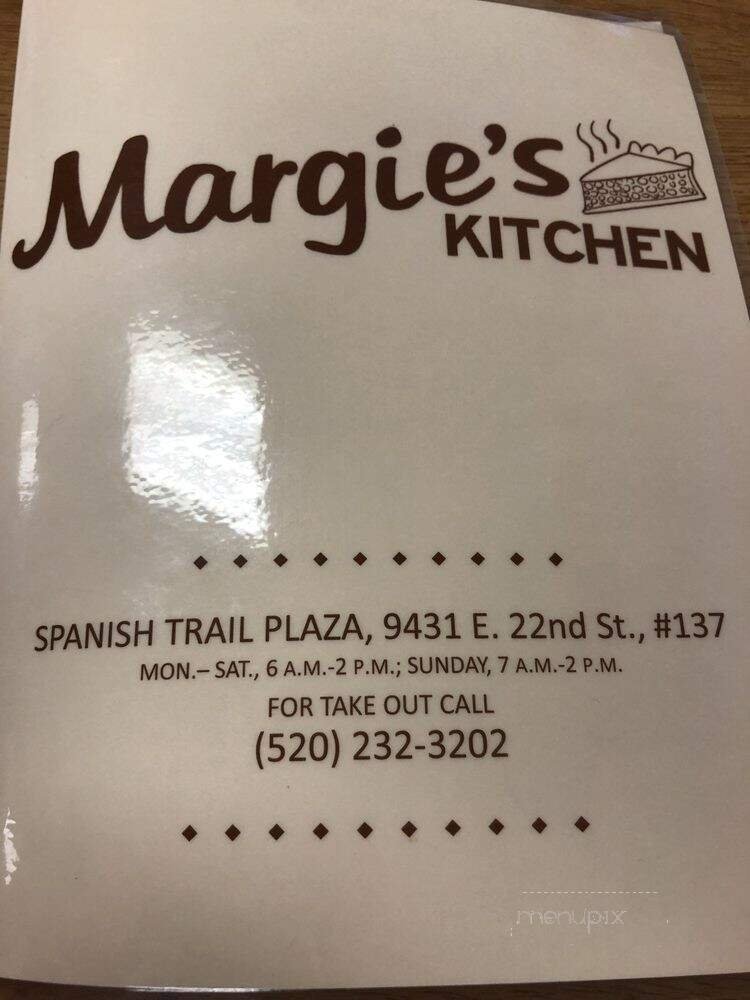 Margie's
KITCHEN
SPANISH TRAIL PLAZA, 9431 E. 22nd St., #137
MON.– SAT., 6 A.M.-2 P.M.; SUNDAY, 7 A.M.-2 P.M.
FOR TAKE OUT CALL
(520) 232-3202
menupix